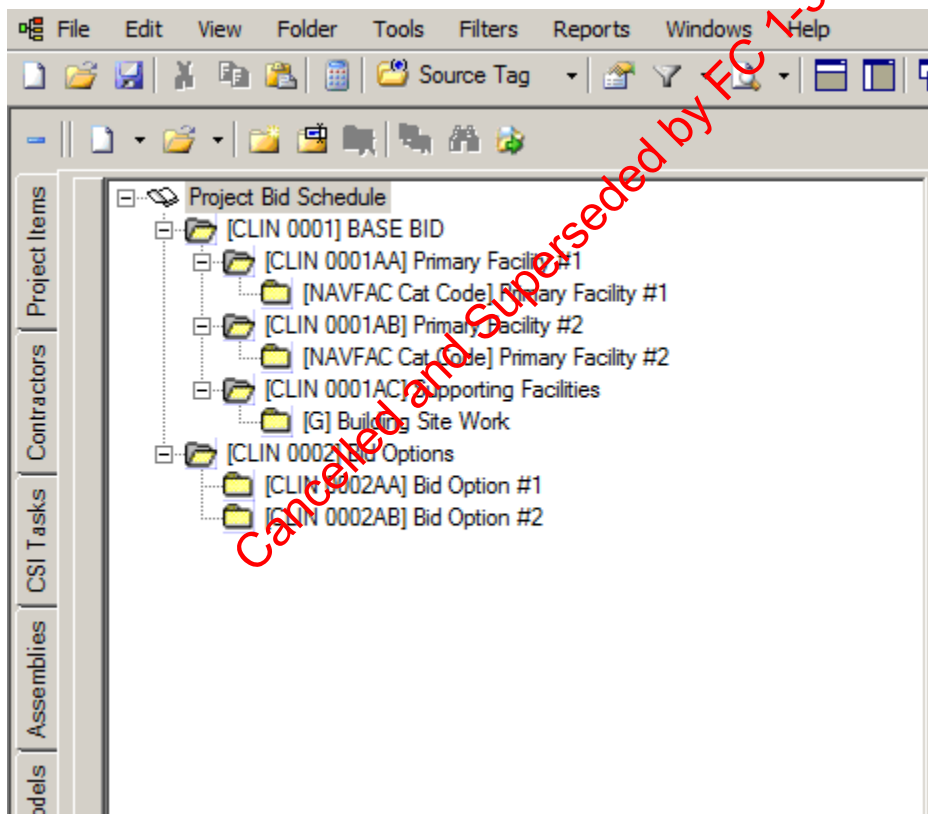 File Edit View Folder Tools Filters Reports Windows Help
Source Tag
Project Items
Contractors
CSI Tasks
Assemblies
Project Bid Schedule
[CLIN 0001] BASE BID
[CLIN 0001AA] Primary Facility #1
[NAVFAC Cat Code] Primary Facility #1
[CLIN 0001AB] Primary Facility #2
[NAVFAC Cat Code] Primary Facility #2
[CLIN 0001AC] Supporting Facilities
[G] Building Site Work
[CLIN 0002] Bid Options
[CLIN 0002AA] Bid Option #1
[CLIN 0002AB] Bid Option #2
Cancelled and Superseded by FC 1-3